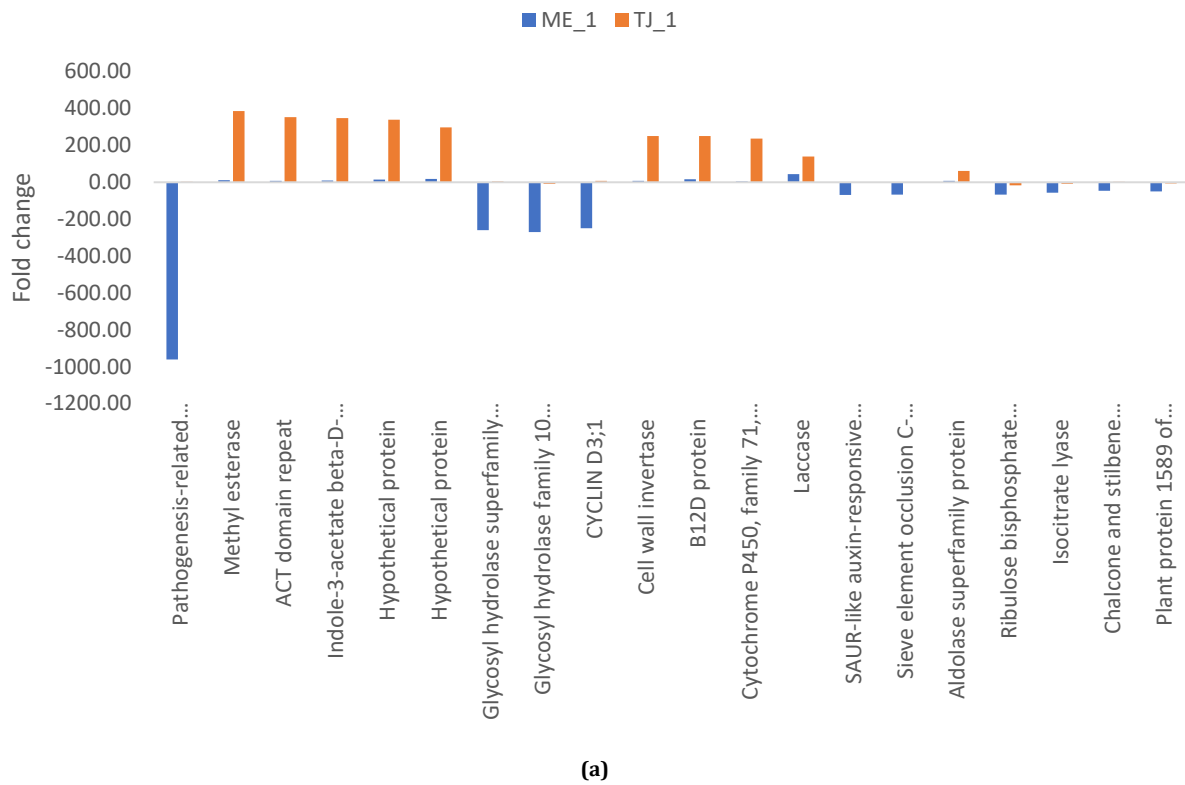 ME_1 TJ_1
600.00
400.00
200.00
0.00
-200.00
-400.00
-600.00
-800.00
-1000.00
-1200.00
Fold change
Pathogenesis-related...
Methyl esterase
ACT domain repeat
Indole-3-acetate beta-D-...
Hypothetical protein
Hypothetical protein
Glycosyl hydrolase superfamily...
Glycosyl hydrolase family 10...
CYCLIN D3;1
Cell wall invertase
B12D protein
Cytochrome P450, family 71,...
Laccase
SAUR-like auxin-responsive...
Sieve element occlusion C-...
Aldolase superfamily protein
Ribulose bisphosphate...
Isocitrate lyase
Chalcone and stilbene...
Plant protein 1589 of...
(a)